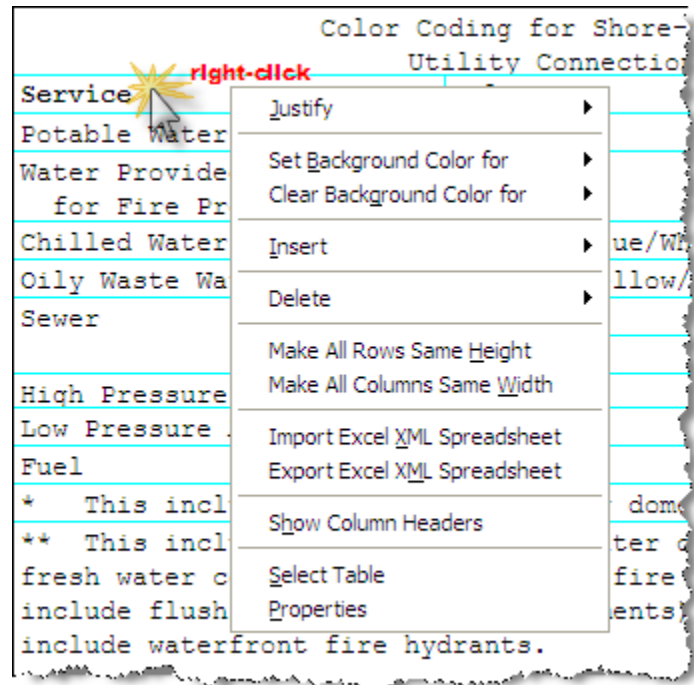 Color Coding for Shore-
Utility Connection
right-click
Service
Potable Water
Water Provide
for Fire Pr
Chilled Water ue/Wh
Oily Waste Wa llow/
Sewer
High Pressure
Low Pressure
Fuel
* This incl dome
** This incl ter
fresh water c fire
include flush ents)
include waterfront fire hydrants.
Justify
Set Background Color for
Clear Background Color for
Insert
Delete
Make All Rows Same Height
Make All Columns Same Width
Import Excel XML Spreadsheet
Export Excel XML Spreadsheet
Show Column Headers
Select Table
Properties